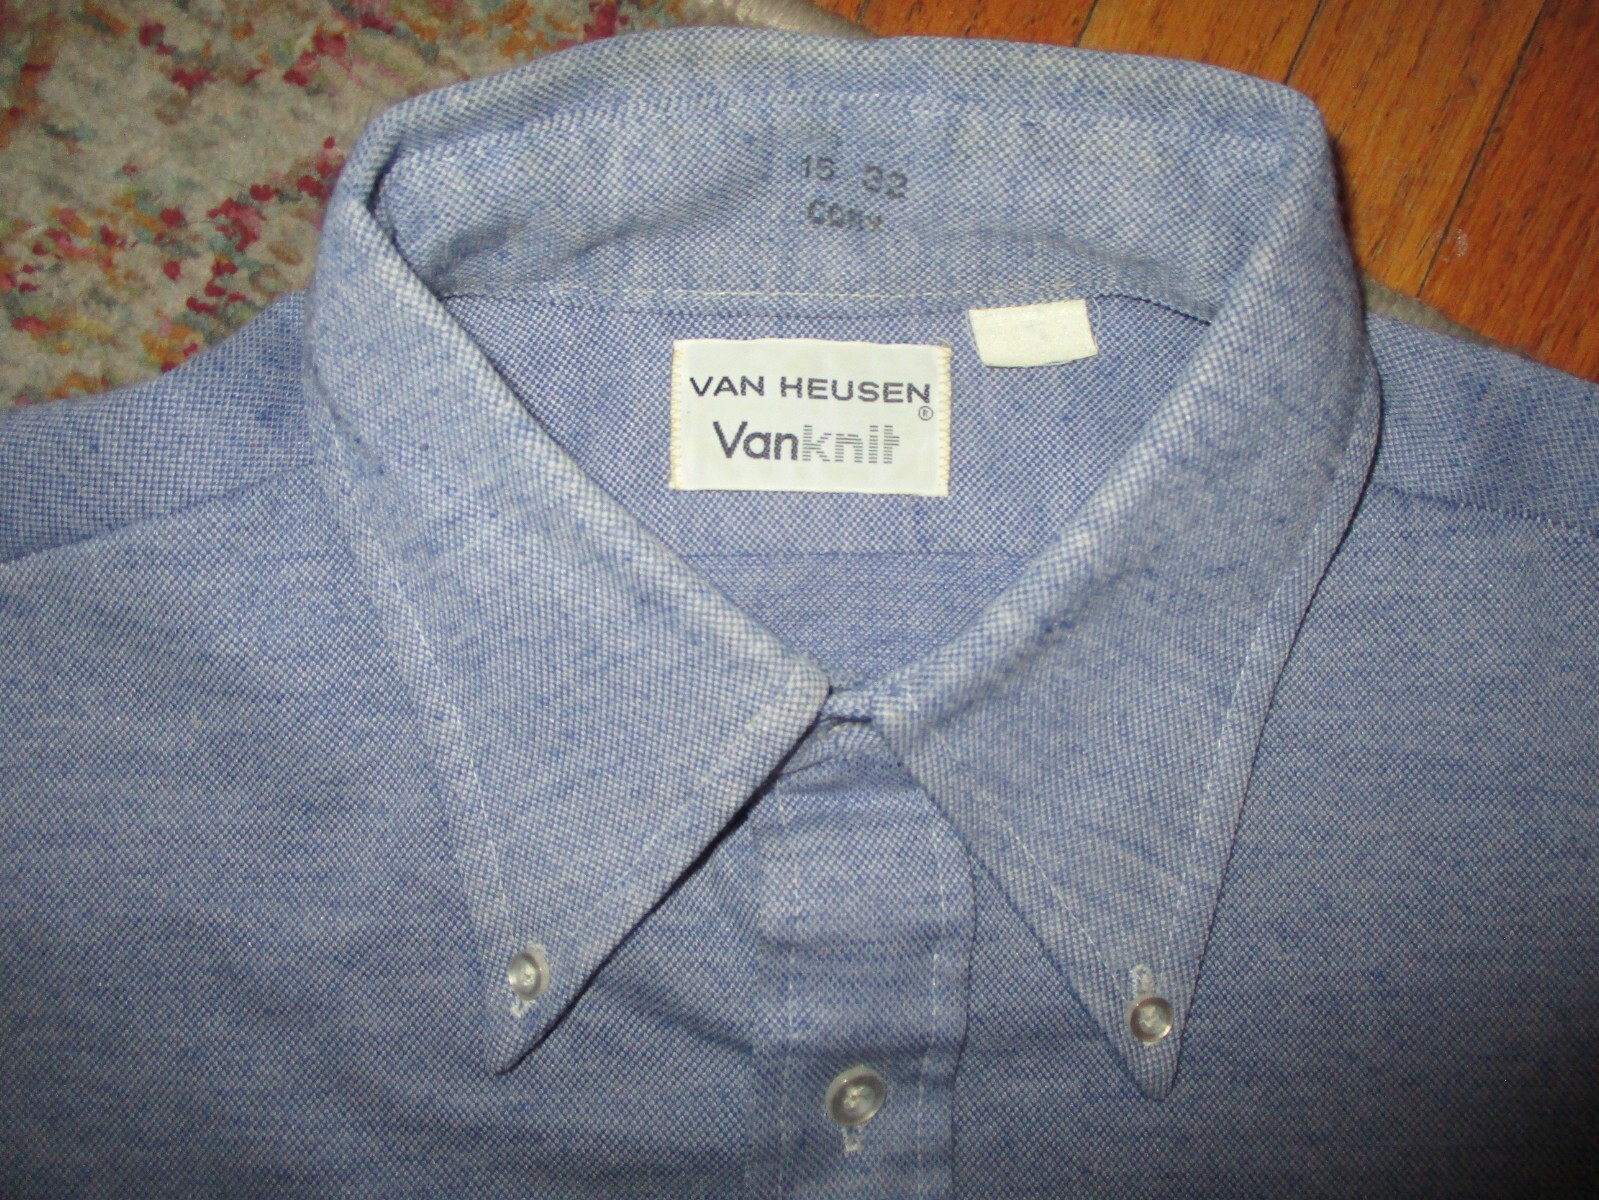 15 32
VAN HEUSEN
®
Vanknit